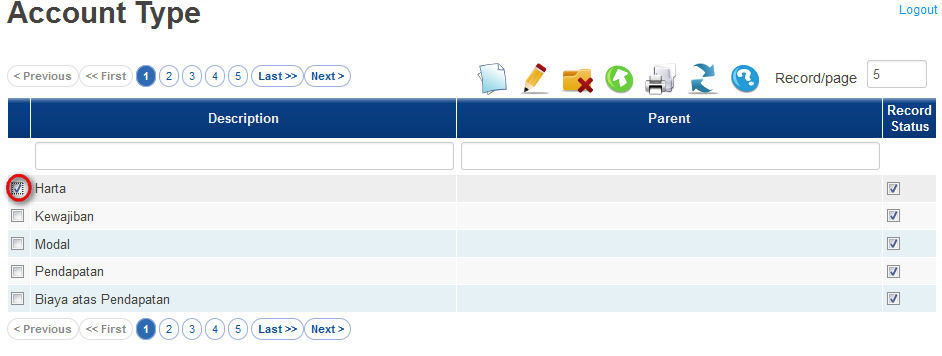 Account Type
Logout
< Previous << First 1 2 3 4 5 Last >> Next >
Record/page 5
Description Parent Record Status
Harta
Kewajiban
Modal
Pendapatan
Biaya atas Pendapatan
< Previous << First 1 2 3 4 5 Last >> Next >